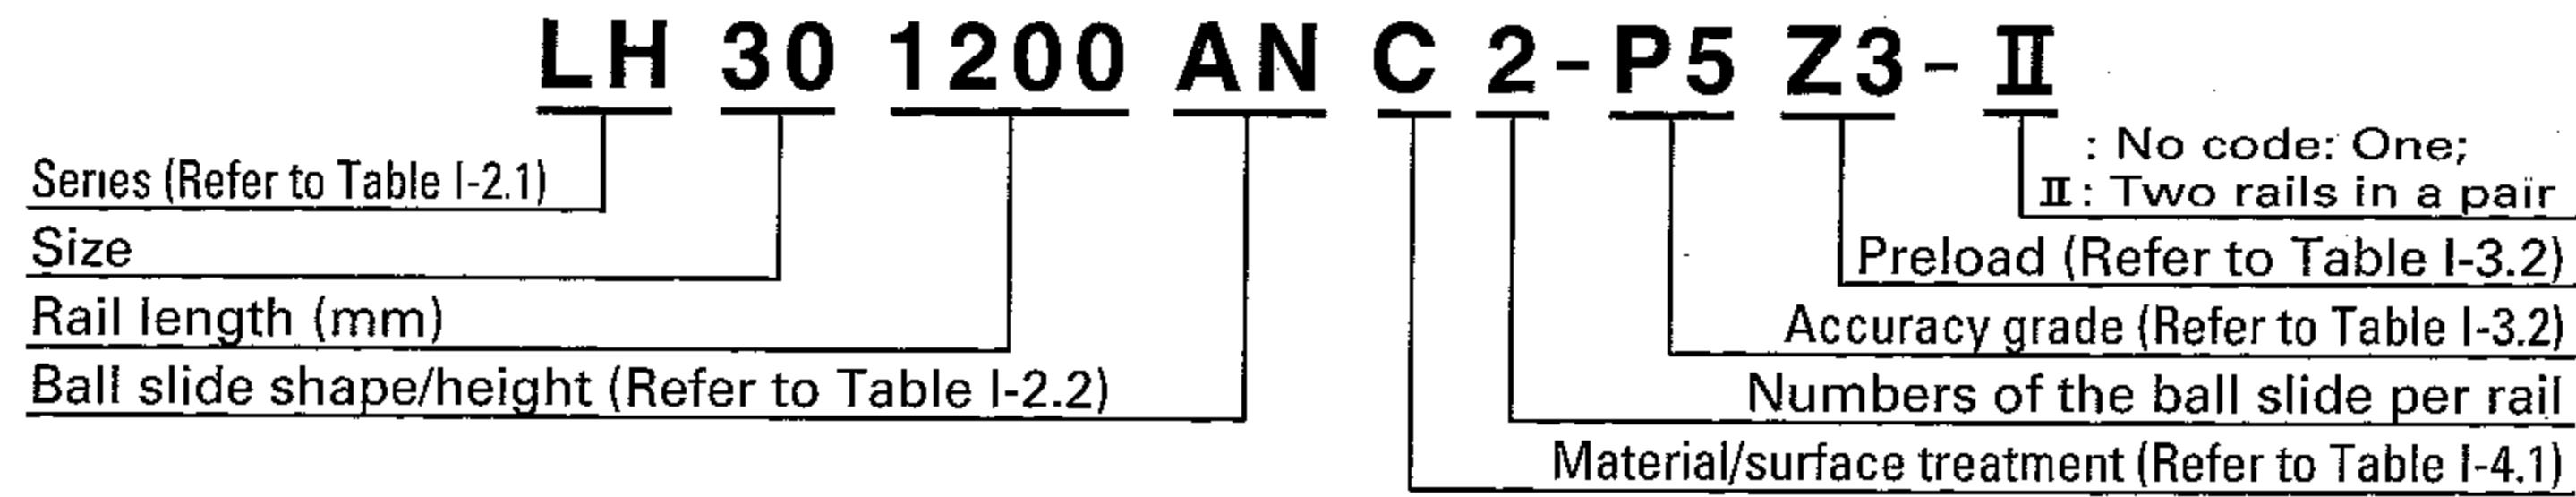 LH 30 1200 AN C 2-P5 Z3-Ⅱ
: No code: One;
Series (Refer to Table I-2.1)
Ⅱ: Two rails in a pair
Size
Preload (Refer to Table I-3.2)
Rail length (mm)
Accuracy grade (Refer to Table I-3.2)
Ball slide shape/height (Refer to Table I-2.2)
Numbers of the ball slide per rail
Material/surface treatment (Refer to Table I-4.1)